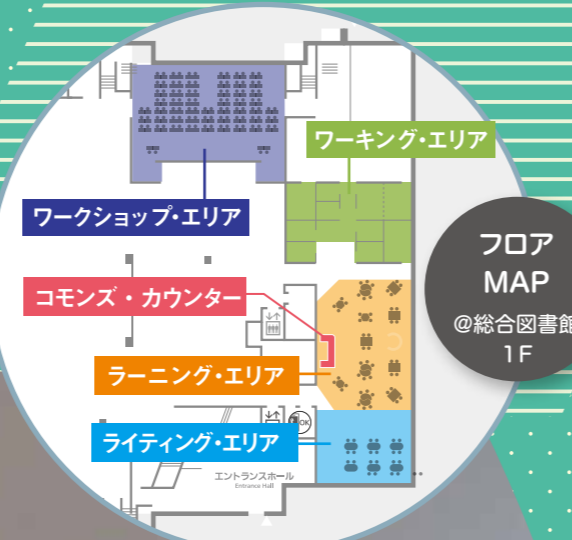 ワーキング・エリア
ワークショップ・エリア
フロア
MAP
@総合図書館
1F
コモンズ・カウンター
ラーニング・エリア
ライティング・エリア
OK
エントランスホール
Entrance Hall